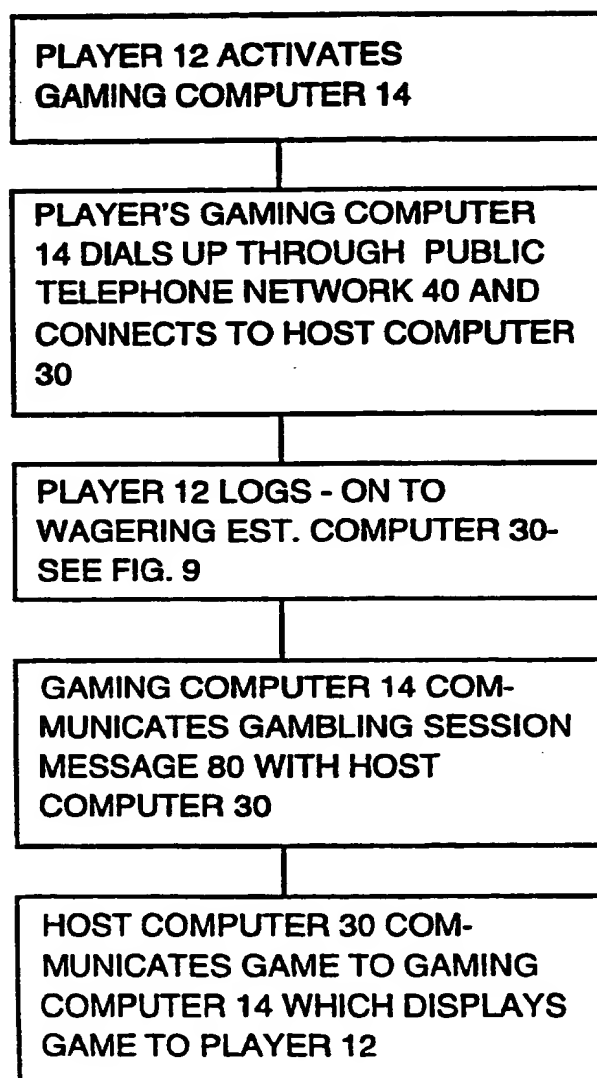 PLAYER 12 ACTIVATES
GAMING COMPUTER 14
PLAYER'S GAMING COMPUTER
14 DIALS UP THROUGH PUBLIC
TELEPHONE NETWORK 40 AND
CONNECTS TO HOST COMPUTER
30
PLAYER 12 LOGS - ON TO
WAGERING EST. COMPUTER 30-
SEE FIG. 9
GAMING COMPUTER 14 COM-
MUNICATES GAMBLING SESSION
MESSAGE 80 WITH HOST
COMPUTER 30
HOST COMPUTER 30 COM-
MUNICATES GAME TO GAMING
COMPUTER 14 WHICH DISPLAYS
GAME TO PLAYER 12